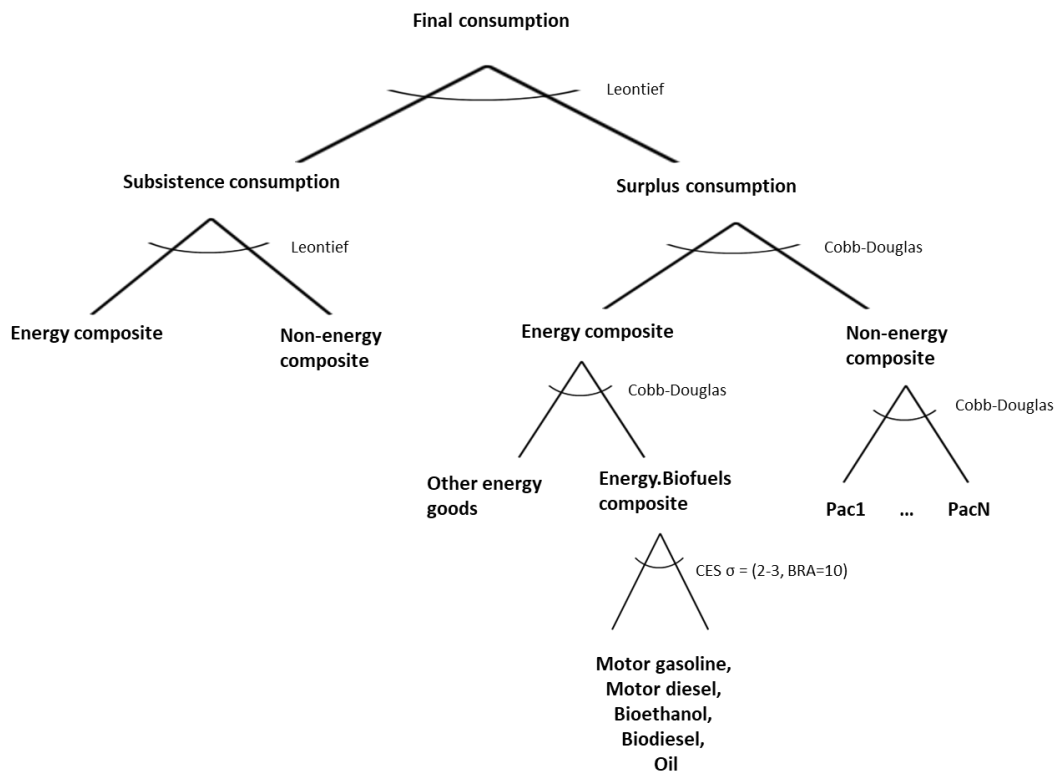 Final consumption
Leontief
Subsistence consumption
Surplus consumption
Leontief
Cobb-Douglas
Energy composite
Non-energy
composite
Energy composite
Non-energy
composite
Cobb-Douglas
Cobb-Douglas
Other energy
goods
Energy.Biofuels
composite
Pac1 ... PacN
CES σ = (2-3, BRA=10)
Motor gasoline,
Motor diesel,
Bioethanol,
Biodiesel,
Oil